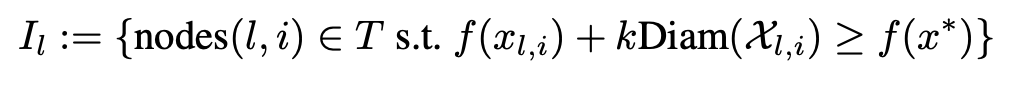 I_l := {nodes(l, i) ∈ T s.t. f(x_{l,i}) + kDiam(𝒳_{l,i}) ≥ f(x*)}